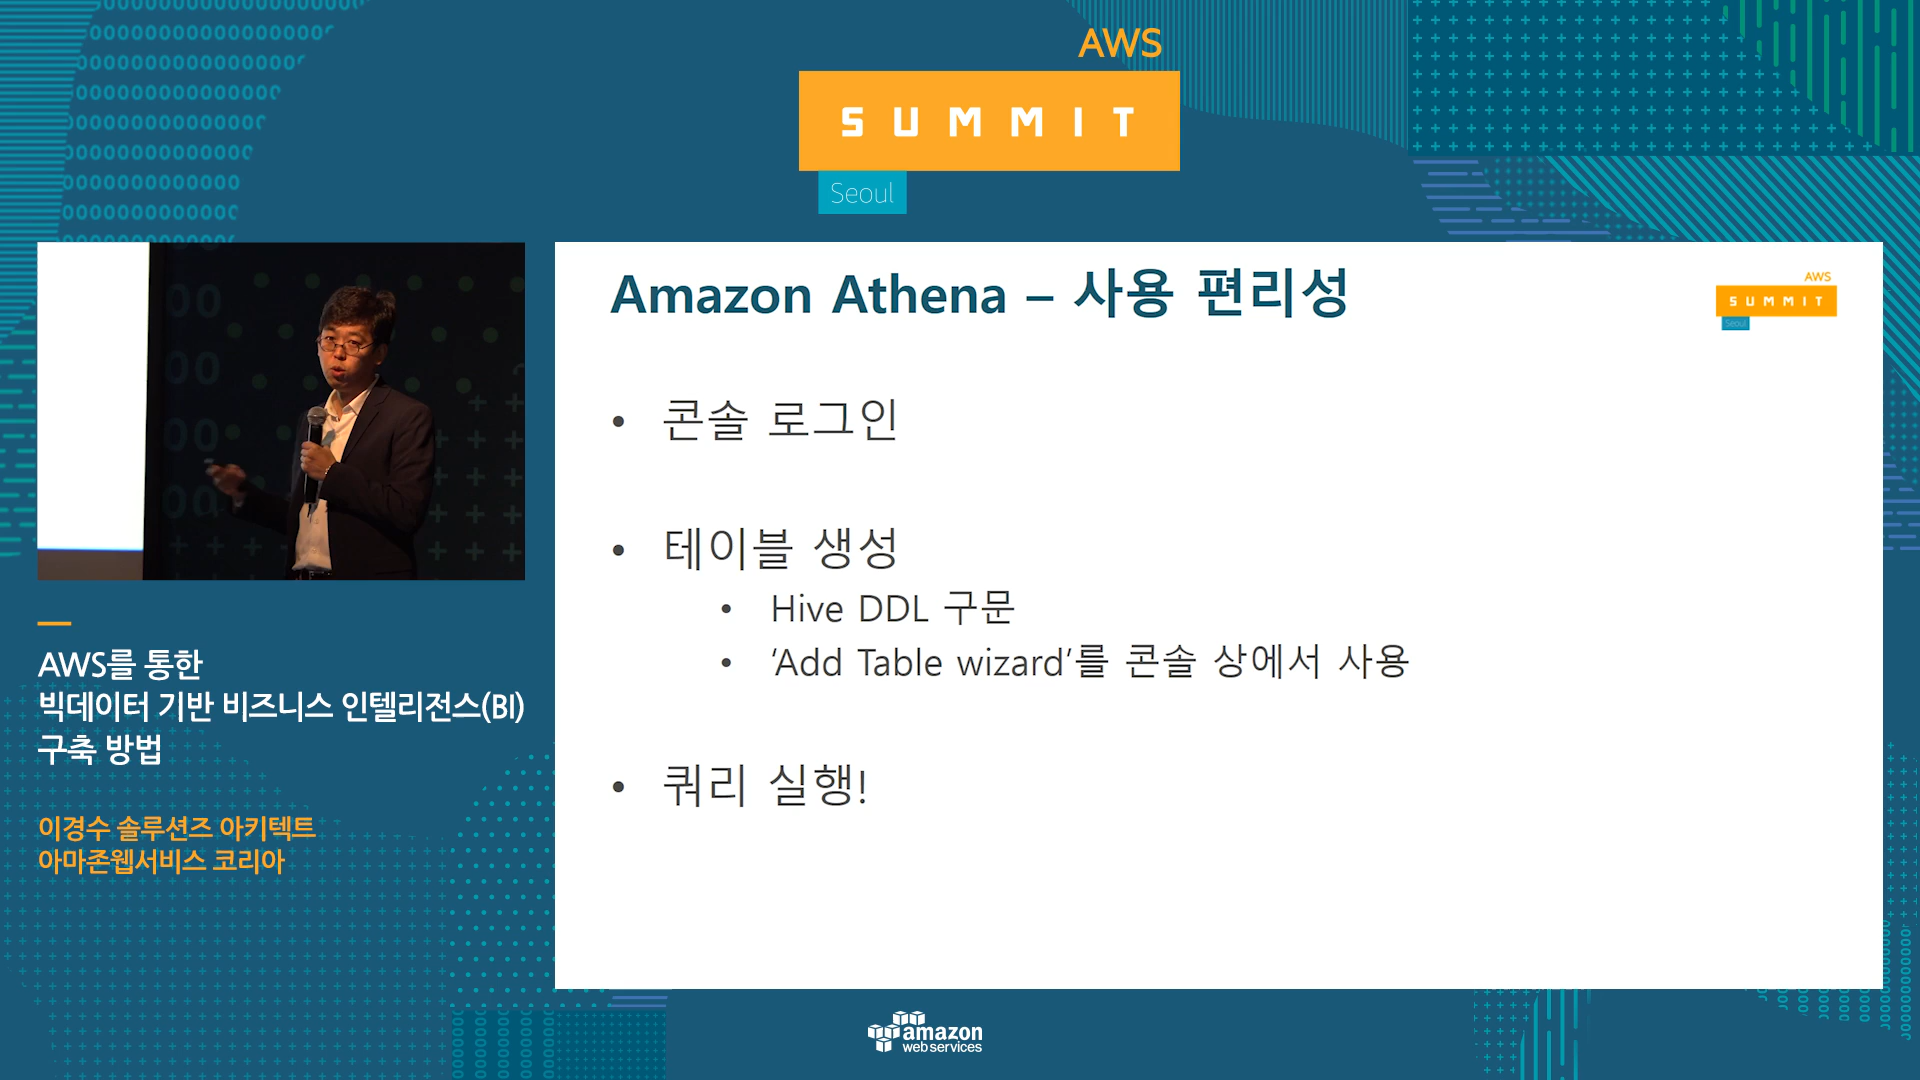 AWS
SUMMIT
Seoul
Amazon Athena – 사용 편리성
AWS
SUMMIT
Seoul
• 콘솔 로그인
• 테이블 생성
• Hive DDL 구문
• ‘Add Table wizard’를 콘솔 상에서 사용
• 쿼리 실행!
AWS를 통한
빅데이터 기반 비즈니스 인텔리전스(BI)
구축 방법
이경수 솔루션즈 아키텍트
아마존웹서비스 코리아
amazon
web services